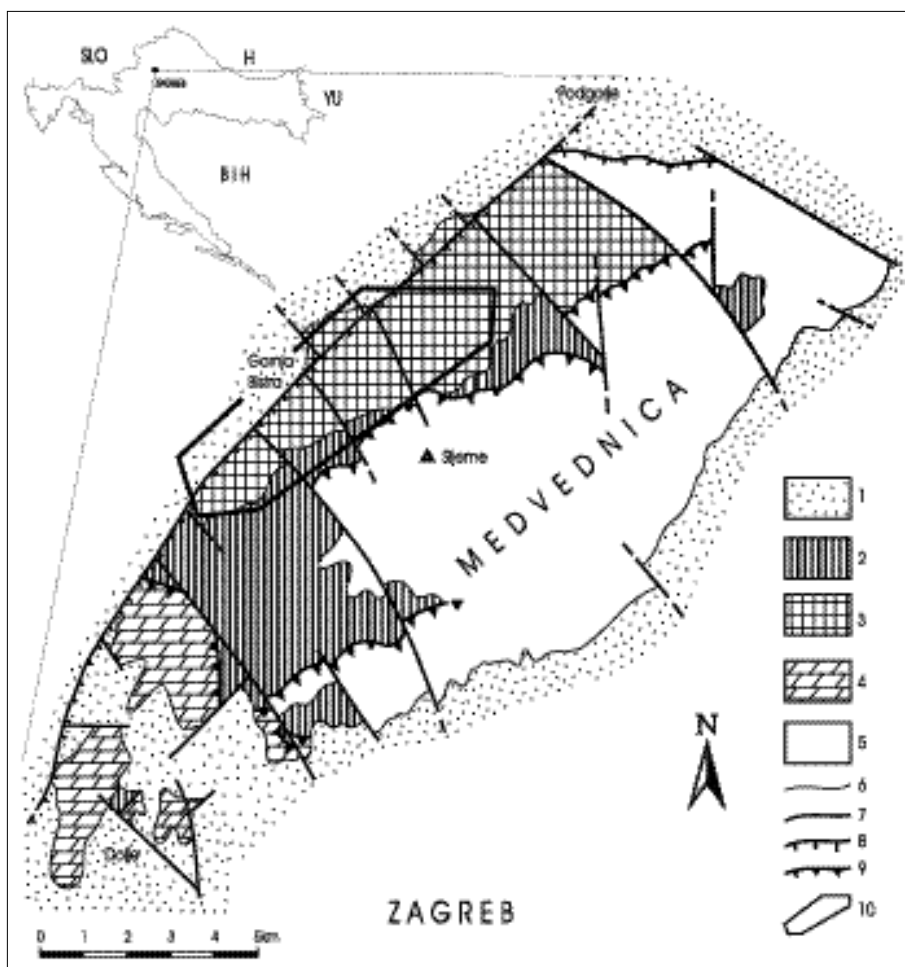 SLO
H
YU
BIH
Podgorje
Gornja
Bistra
Sljeme
MEDVEDNICA
1
2
3
4
5
6
7
8
9
10
N
ZAGREB
0 1 2 3 4 5km